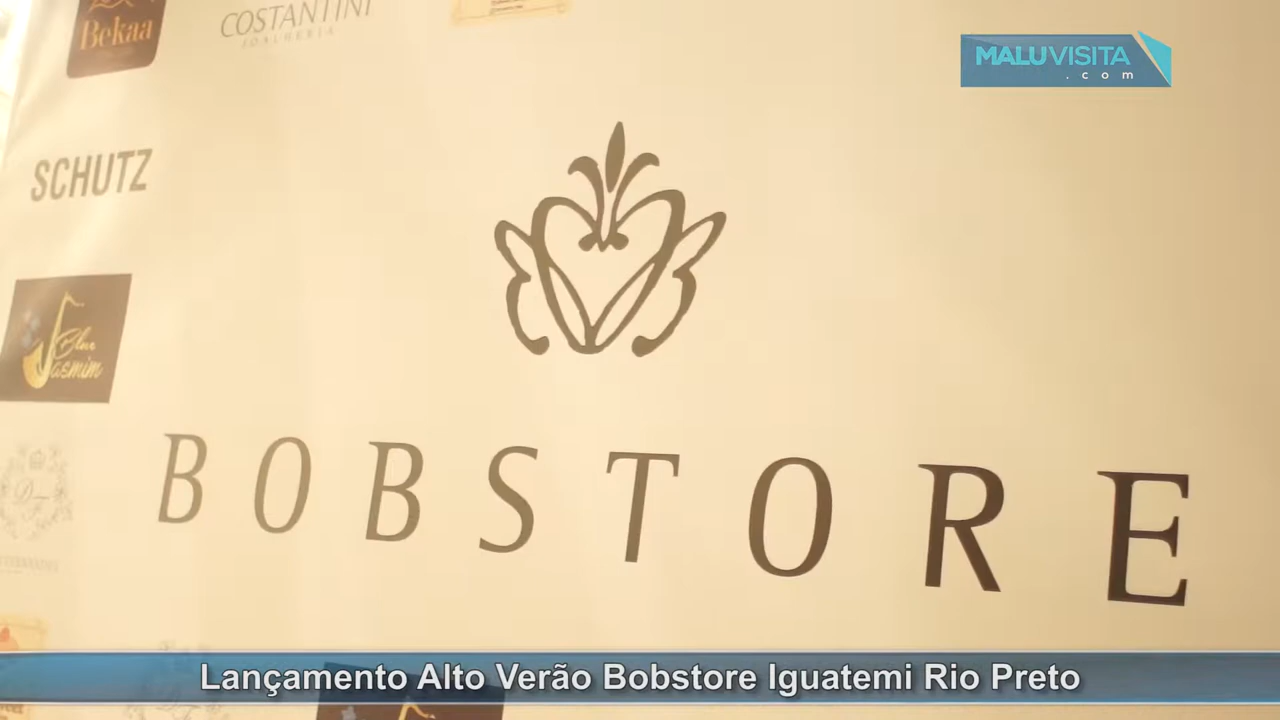 Bekaa
COSTANTINI
JOALHERIA
MALUVISITA
.com
SCHUTZ
Blue
Jasmim
BOBSTORE
Lançamento Alto Verão Bobstore Iguatemi Rio Preto